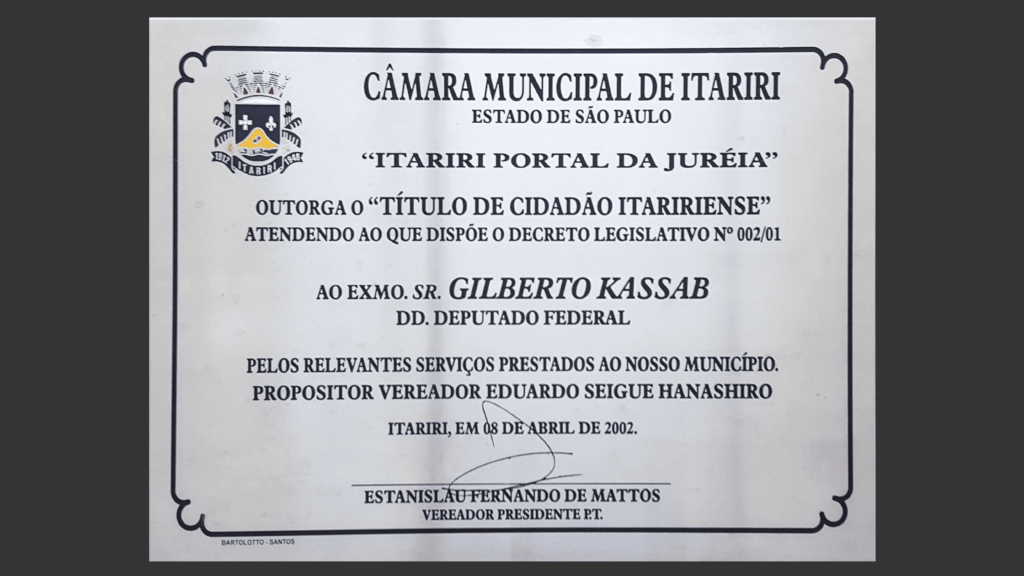 CÂMARA MUNICIPAL DE ITARIRI
ESTADO DE SÃO PAULO
“ITARIRI PORTAL DA JURÉIA”
1912 ITARIRI 1948
OUTORGA O “TÍTULO DE CIDADÃO ITARIRIENSE”
ATENDENDO AO QUE DISPÕE O DECRETO LEGISLATIVO Nº 002/01
AO EXMO. SR. GILBERTO KASSAB
DD. DEPUTADO FEDERAL
PELOS RELEVANTES SERVIÇOS PRESTADOS AO NOSSO MUNICÍPIO.
PROPOSITOR VEREADOR EDUARDO SEIGUE HANASHIRO
ITARIRI, EM 08 DE ABRIL DE 2002.
ESTANISLAU FERNANDO DE MATTOS
VEREADOR PRESIDENTE P.T.
BARTOLOTTO - SANTOS